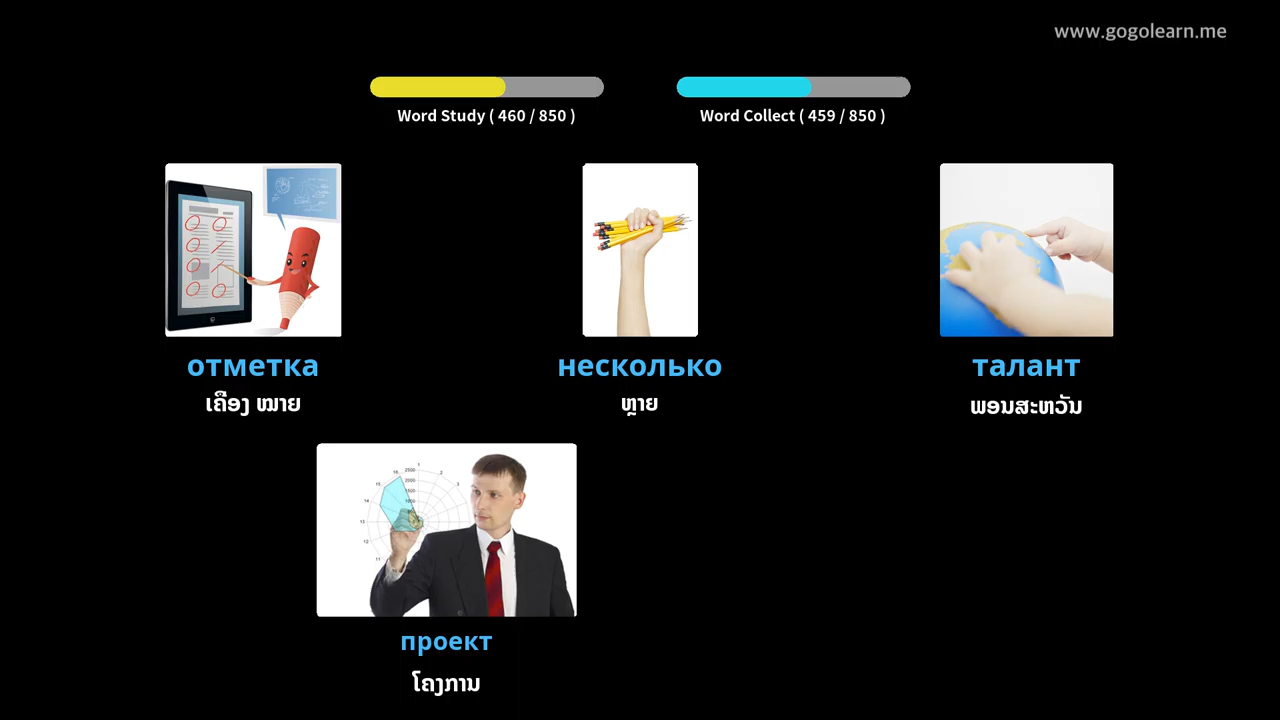 www.gogolearn.me
Word Study ( 460 / 850 )
Word Collect ( 459 / 850 )
отметка
несколько
талант
ເຄືອງ ໝາຍ
ຫຼາຍ
ພອນສະຫວັນ
проект
ໂຄງການ